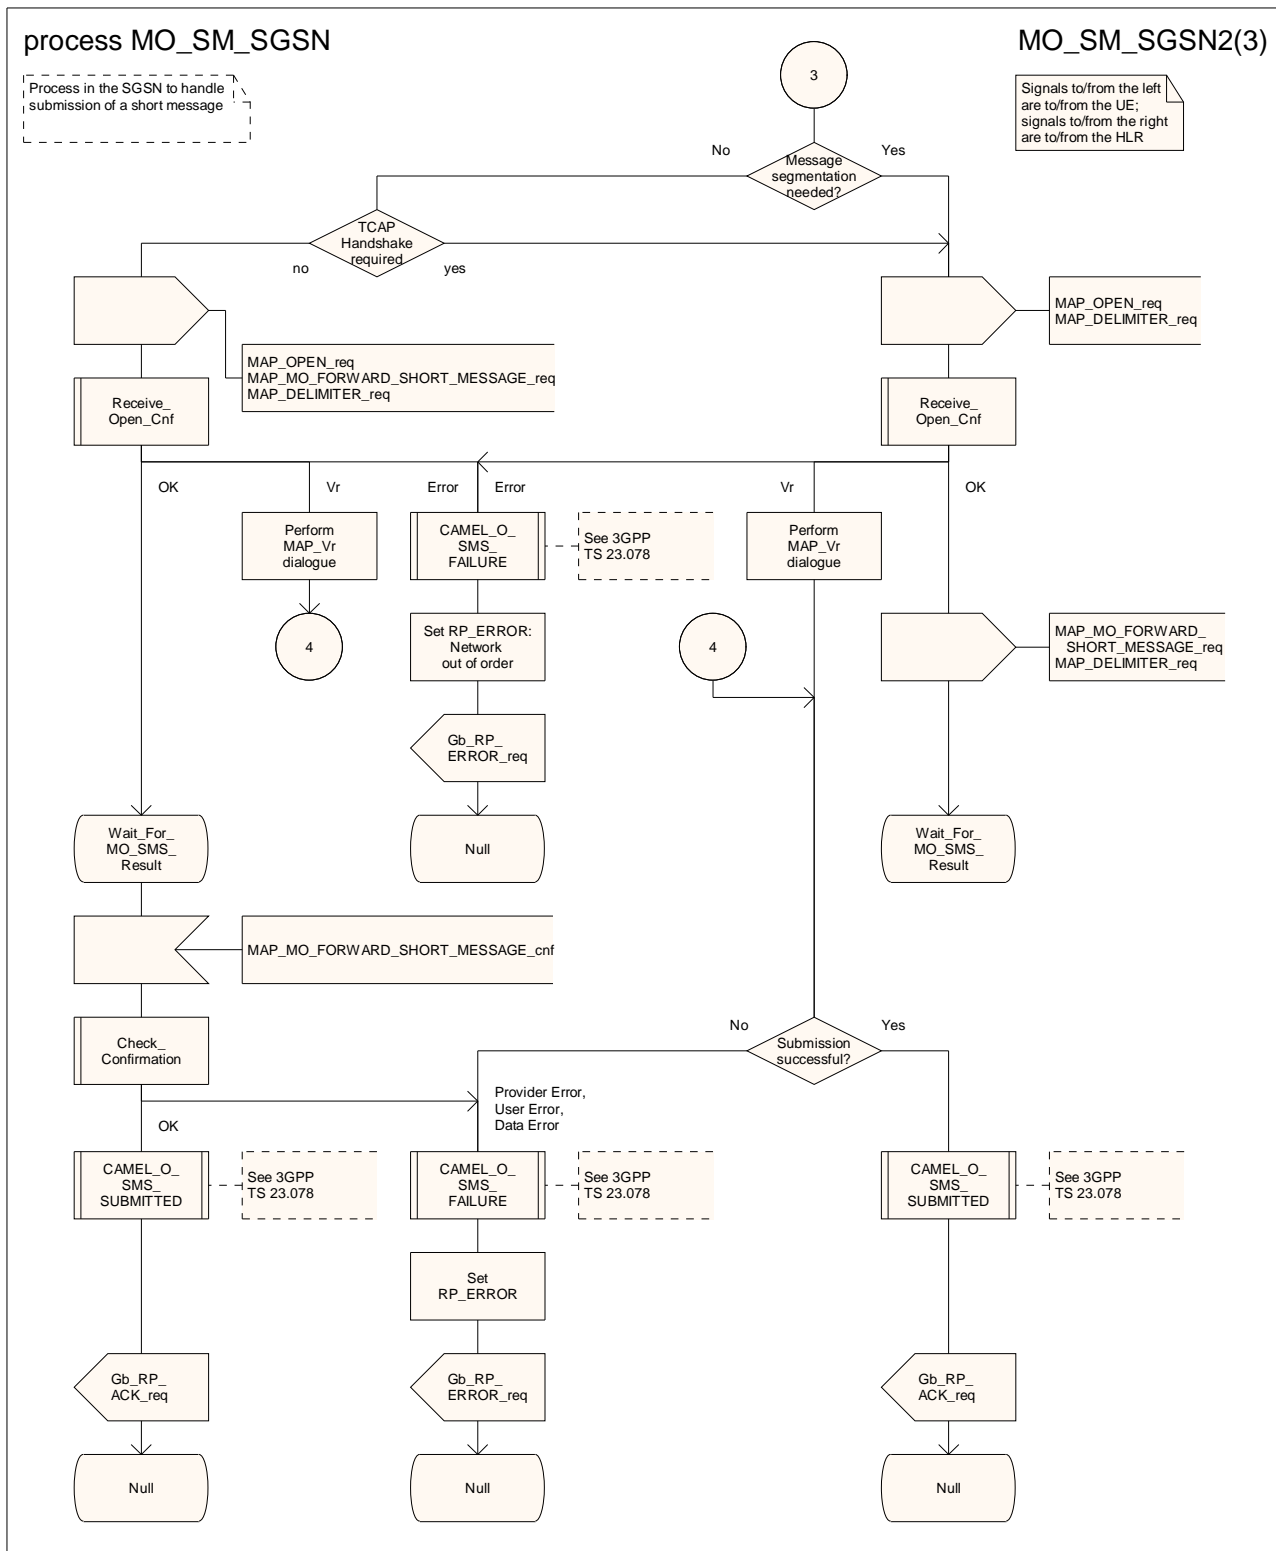 process MO_SM_SGSN
MO_SM_SGSN2(3)
Process in the SGSN to handle
submission of a short message
3
Signals to/from the left
are to/from the UE;
signals to/from the right
are to/from the HLR
No
Message
segmentation
needed?
Yes
TCAP
Handshake
required
no
yes
MAP_OPEN_req
MAP_DELIMITER_req
MAP_OPEN_req
MAP_MO_FORWARD_SHORT_MESSAGE_req
MAP_DELIMITER_req
Receive_
Open_Cnf
Receive_
Open_Cnf
OK
Vr
Error
Error
Vr
OK
Perform
MAP_Vr
dialogue
CAMEL_O_
SMS_
FAILURE
See 3GPP
TS 23.078
Perform
MAP_Vr
dialogue
4
Set RP_ERROR:
Network
out of order
4
MAP_MO_FORWARD_
SHORT_MESSAGE_req
MAP_DELIMITER_req
Gb_RP_
ERROR_req
Wait_For_
MO_SMS_
Result
Null
Wait_For_
MO_SMS_
Result
MAP_MO_FORWARD_SHORT_MESSAGE_cnf
Check_
Confirmation
No
Submission
successful?
Yes
Provider Error,
User Error,
Data Error
OK
CAMEL_O_
SMS_
SUBMITTED
See 3GPP
TS 23.078
CAMEL_O_
SMS_
FAILURE
See 3GPP
TS 23.078
CAMEL_O_
SMS_
SUBMITTED
See 3GPP
TS 23.078
Set
RP_ERROR
Gb_RP_
ACK_req
Gb_RP_
ERROR_req
Gb_RP_
ACK_req
Null
Null
Null